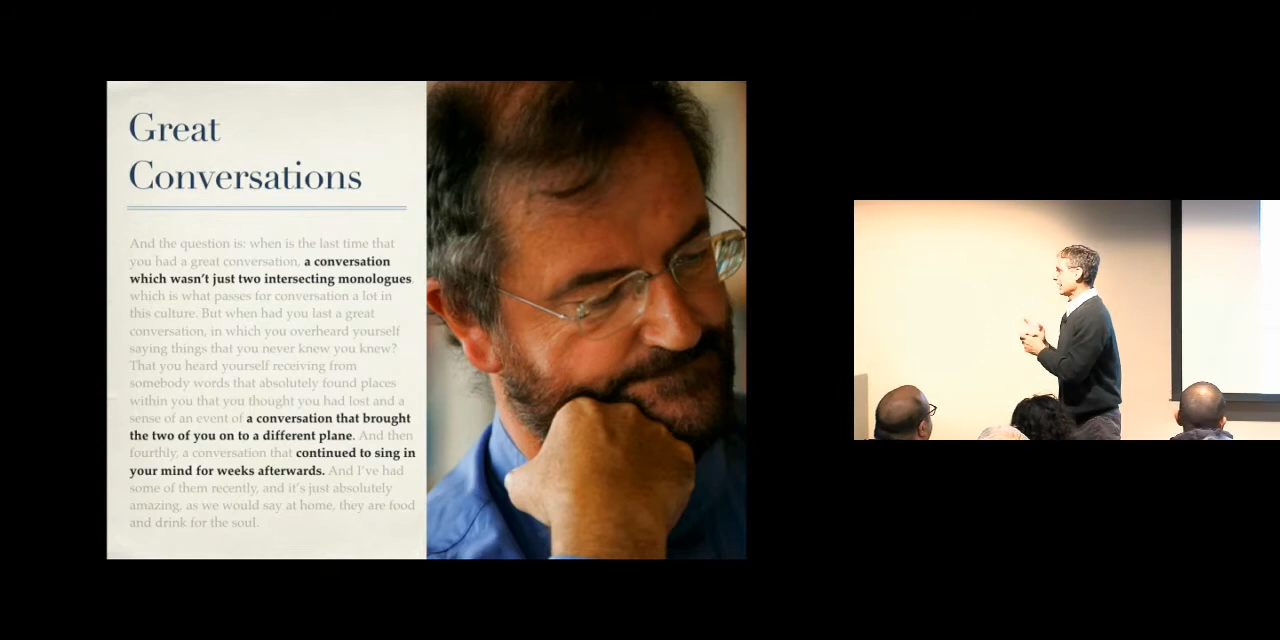 Great
Conversations
And the question is: when is the last time that
you had a great conversation, a conversation
which wasn't just two intersecting monologues,
which is what passes for conversation a lot in
this culture. But when had you last a great
conversation, in which you overheard yourself
saying things that you never knew you knew?
That you heard yourself receiving from
somebody words that absolutely found places
within you that you thought you had lost and a
sense of an event of a conversation that brought
the two of you on to a different plane. And then
fourthly, a conversation that continued to sing in
your mind for weeks afterwards. And I've had
some of them recently, and it's just absolutely
amazing, as we would say at home, they are food
and drink for the soul.